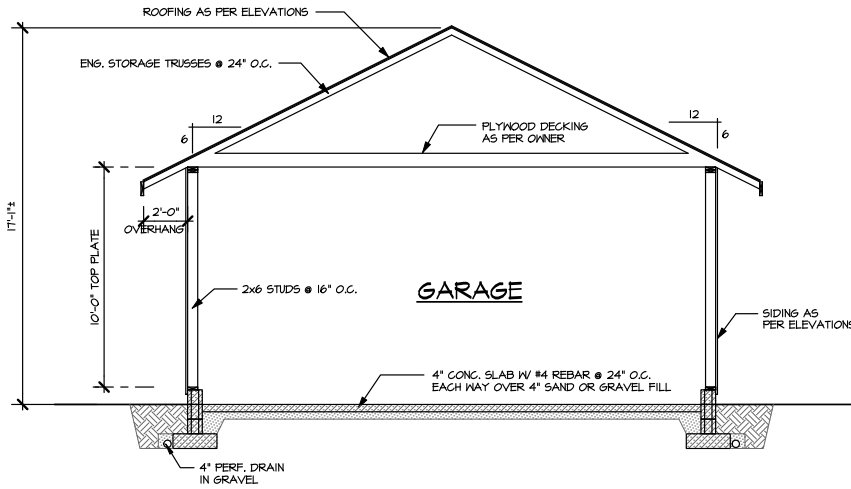 ROOFING AS PER ELEVATIONS
ENG. STORAGE TRUSSES @ 24" O.C.
12
6
12
6
PLYWOOD DECKING
AS PER OWNER
17'-1"±
2'-0"
OVERHANG
10'-0" TOP PLATE
2x6 STUDS @ 16" O.C.
GARAGE
SIDING AS
PER ELEVATIONS
4" CONC. SLAB W/ #4 REBAR @ 24" O.C.
EACH WAY OVER 4" SAND OR GRAVEL FILL
4" PERF. DRAIN
IN GRAVEL